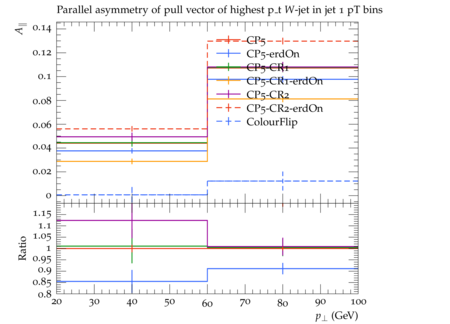 Parallel asymmetry of pull vector of highest p_t W-jet in jet 1 pT bins
A∥
0.14
0.12
0.1
0.08
0.06
0.04
0.02
0
CP5
CP5-erdOn
CP5-CR1
CP5-CR1-erdOn
CP5-CR2
CP5-CR2-erdOn
ColourFlip
Ratio
1.15
1.1
1.05
1
0.95
0.9
0.85
0.8
20
30
40
50
60
70
80
90
100
p⊥ (GeV)